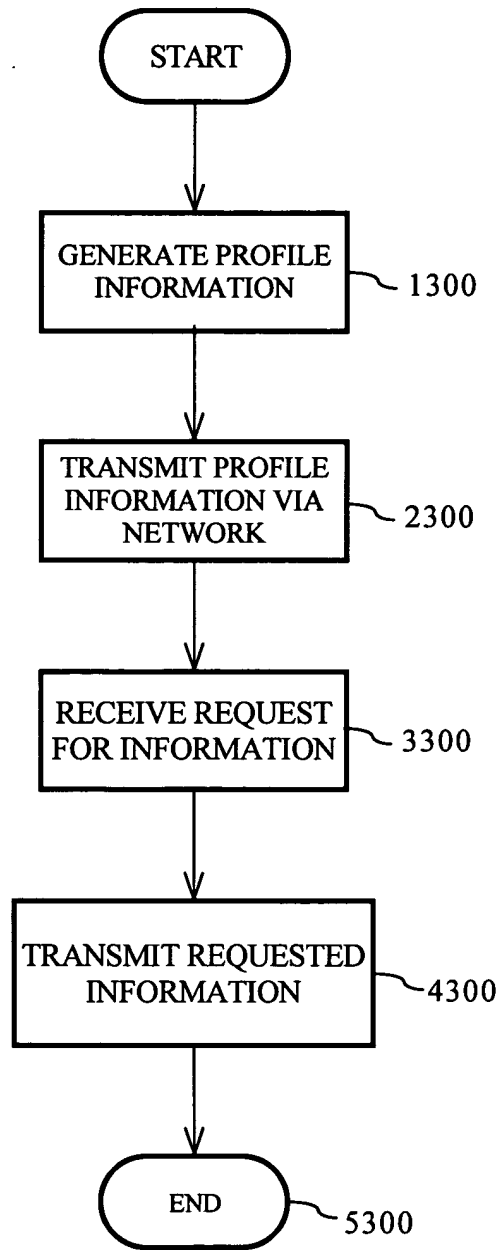 START
GENERATE PROFILE
INFORMATION
1300
TRANSMIT PROFILE
INFORMATION VIA
NETWORK
2300
RECEIVE REQUEST
FOR INFORMATION
3300
TRANSMIT REQUESTED
INFORMATION
4300
END
5300